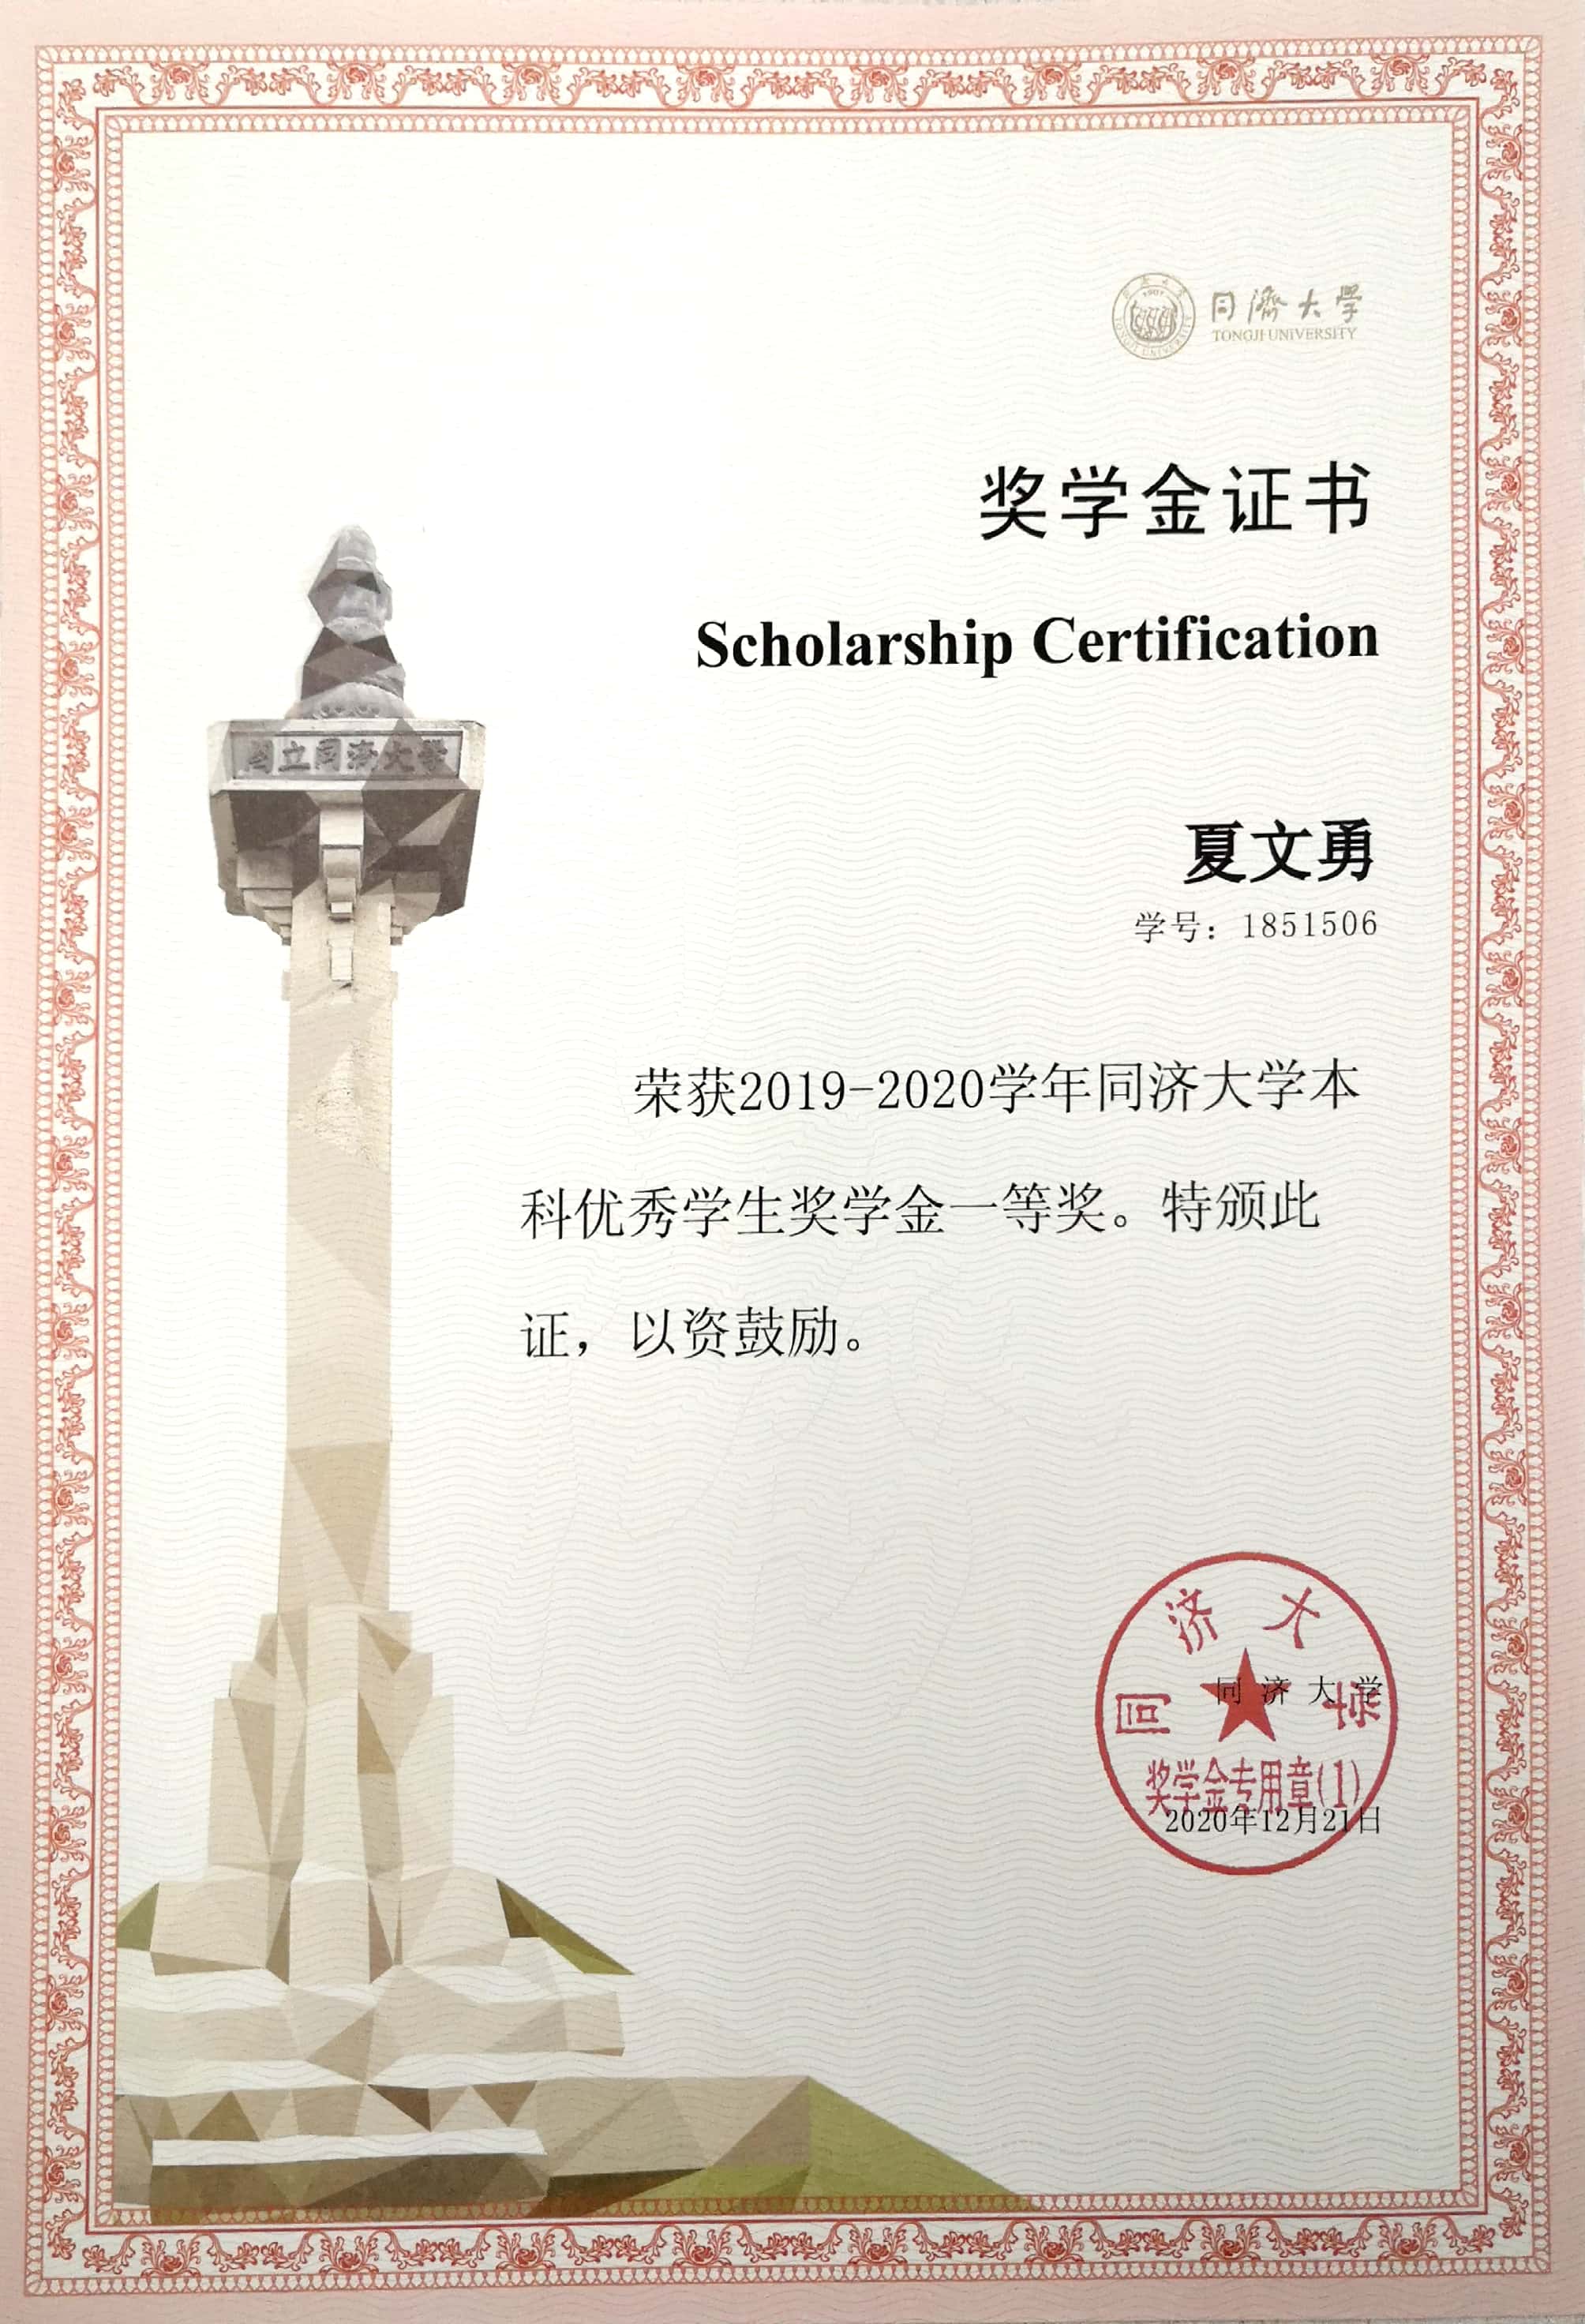 同濟大学
TONGJI UNIVERSITY
奖学金证书
Scholarship Certification
国立同济大学
夏文勇
学号：1851506
荣获2019-2020学年同济大学本
科优秀学生奖学金一等奖。特颁此
证，以资鼓励。
同济大学
同济大学
奖学金专用章(1)
2020年12月21日